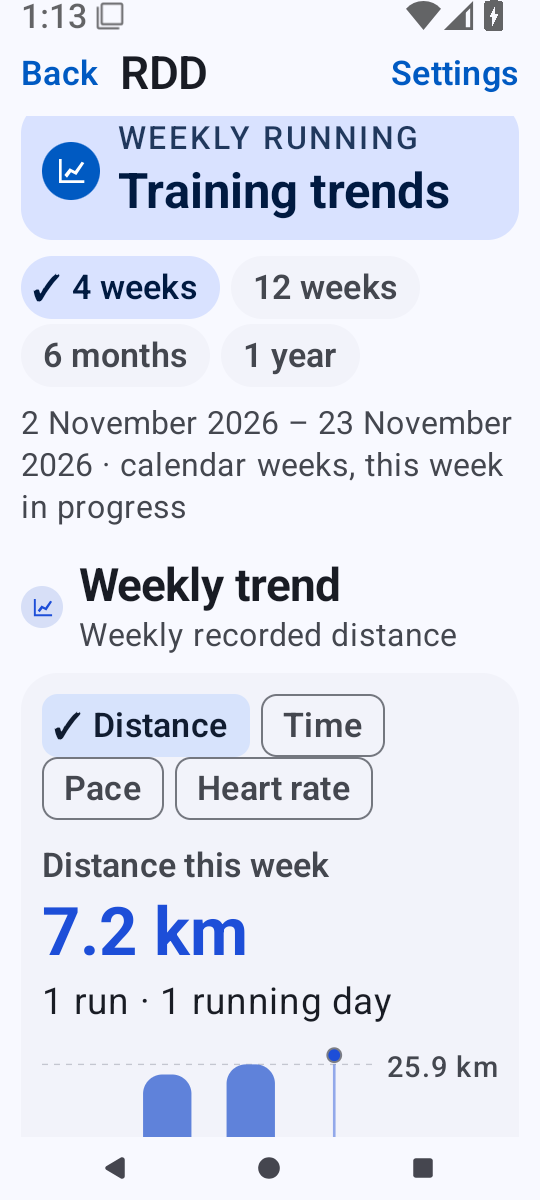 1:13
Back RDD Settings
WEEKLY RUNNING
Training trends
✓ 4 weeks 12 weeks
6 months 1 year
2 November 2026 – 23 November
2026 · calendar weeks, this week
in progress
Weekly trend
Weekly recorded distance
✓ Distance Time
Pace Heart rate
Distance this week
7.2 km
1 run · 1 running day
25.9 km